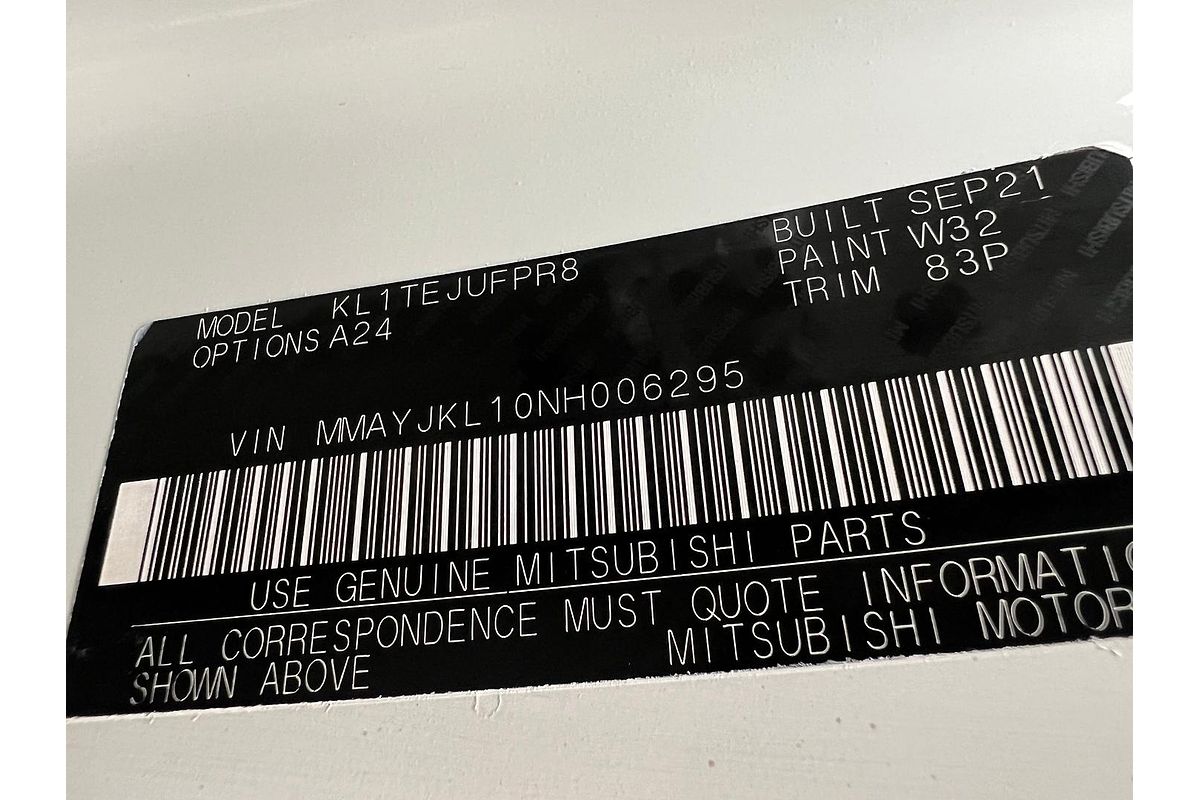 MODEL KL1TEJUFPR8
OPTIONS A24
BUILT SEP21
PAINT W32
TRIM 83P
VIN MMAYJKL10NH006295
USE GENUINE MITSUBISHI PARTS
ALL CORRESPONDENCE MUST QUOTE INFORMATIO
SHOWN ABOVE
MITSUBISHI MOTOR